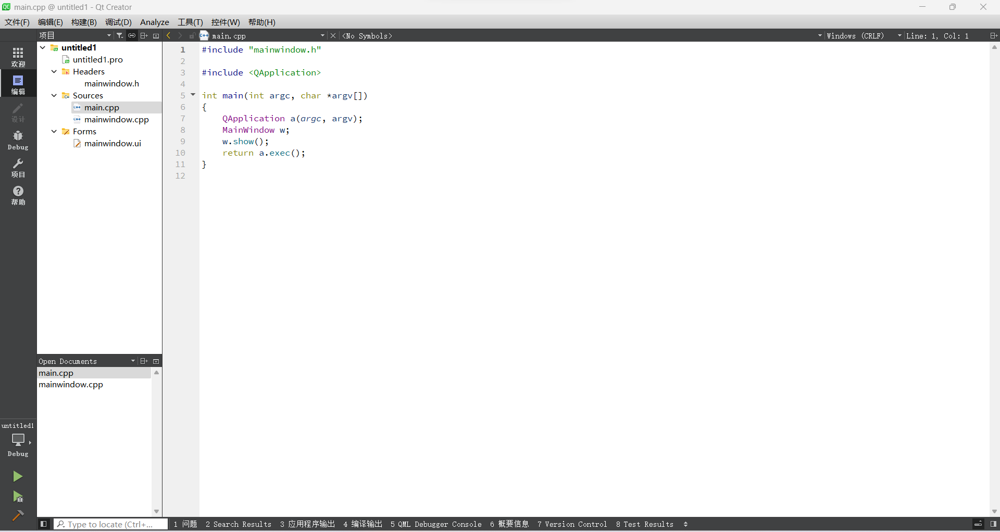 main.cpp @ untitled1 - Qt Creator
文件(F) 编辑(E) 构建(B) 调试(D) Analyze 工具(T) 控件(W) 帮助(H)
项目 main.cpp <No Symbols> Windows (CRLF) Line: 1, Col: 1
欢迎
编辑
设计
Debug
项目
帮助
untitled1
untitled1.pro
Headers
mainwindow.h
Sources
main.cpp
mainwindow.cpp
Forms
mainwindow.ui
1 #include "mainwindow.h"
2
3 #include <QApplication>
4
5 int main(int argc, char *argv[])
6 {
7 QApplication a(argc, argv);
8 MainWindow w;
9 w.show();
10 return a.exec();
11 }
12
Open Documents
main.cpp
mainwindow.cpp
untitled1
Debug
Type to locate (Ctrl+... 1 问题 2 Search Results 3 应用程序输出 4 编译输出 5 QML Debugger Console 6 概要信息 7 Version Control 8 Test Results